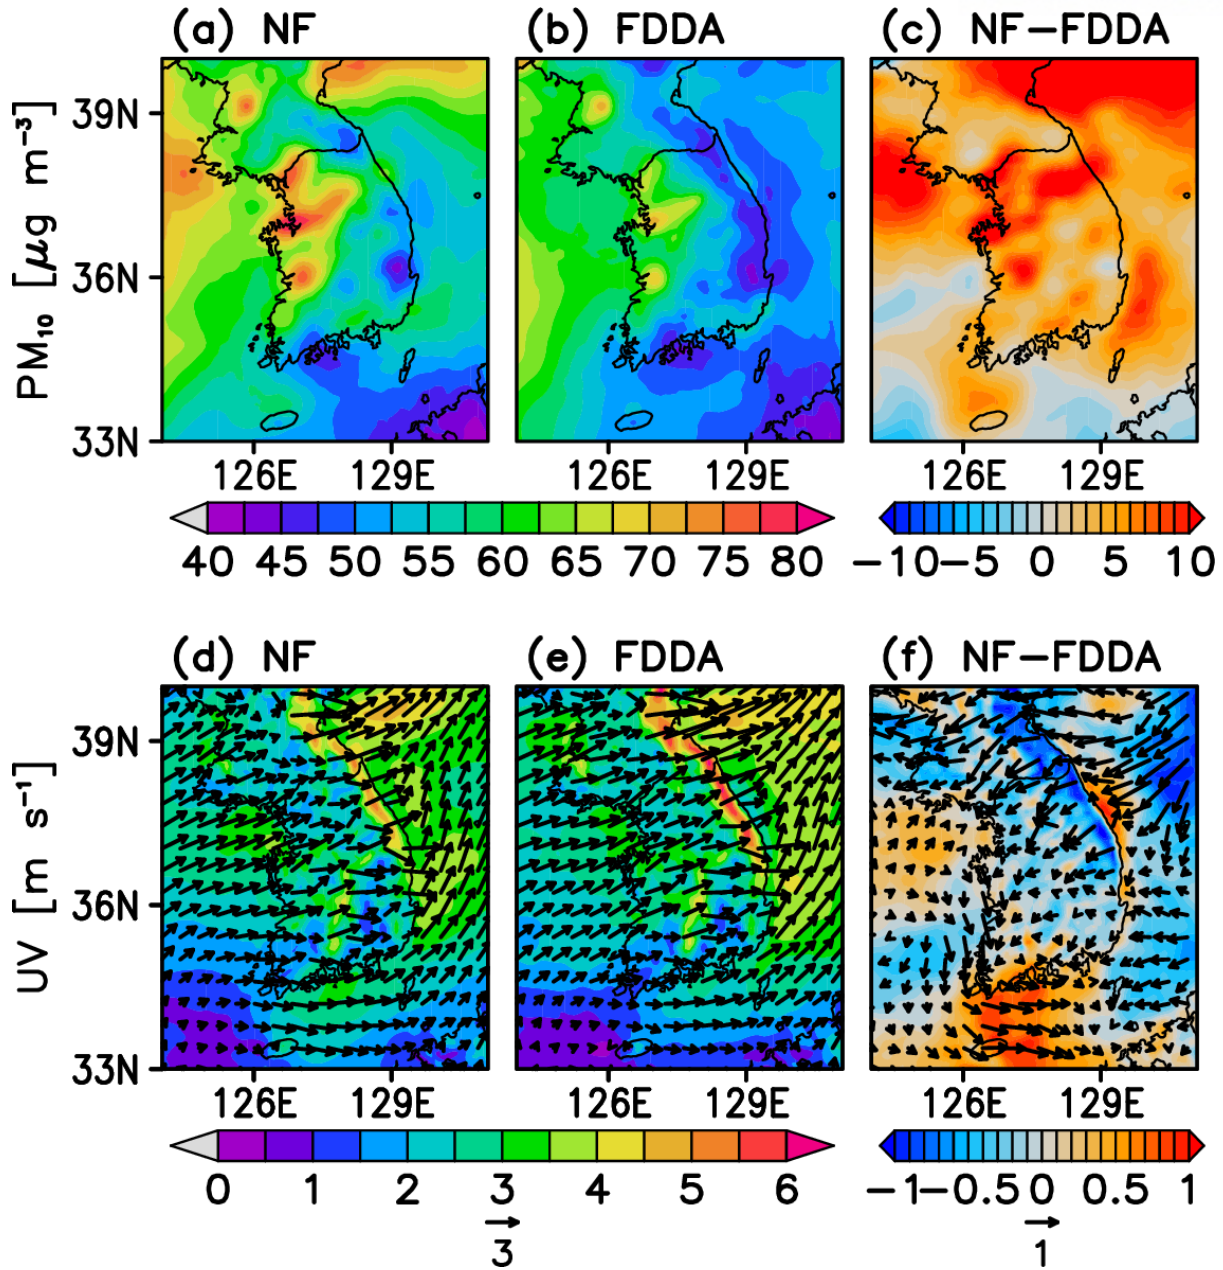 (a) NF (b) FDDA (c) NF−FDDA
PM₁₀ [μg m⁻³]
39N
36N
33N
126E 129E 126E 129E 126E 129E
40 45 50 55 60 65 70 75 80 −10 −5 0 5 10
(d) NF (e) FDDA (f) NF−FDDA
UV [m s⁻¹]
39N
36N
33N
126E 129E 126E 129E 126E 129E
0 1 2 3 4 5 6 −1 −0.5 0 0.5 1
3 1